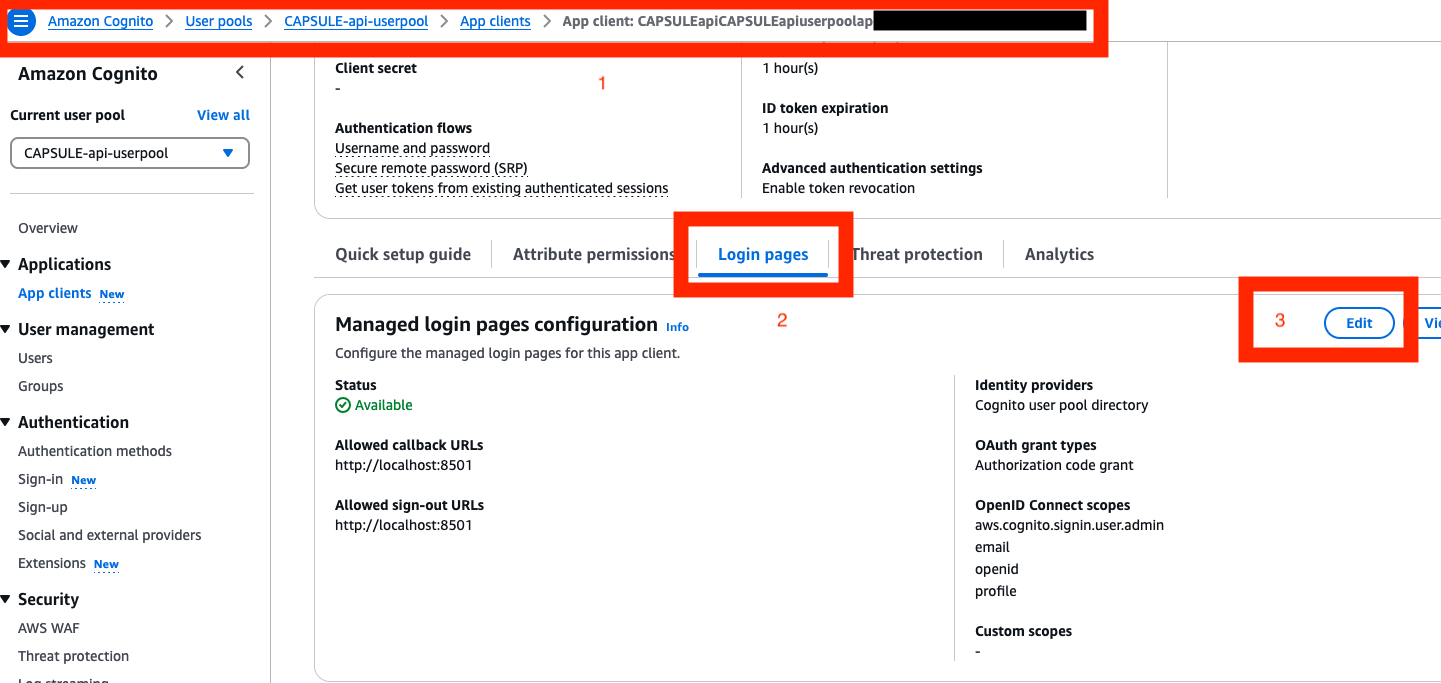 Amazon Cognito > User pools > CAPSULE-api-userpool > App clients > App client: CAPSULEapiCAPSULEapiuserpoolap
Amazon Cognito
Current user pool View all
CAPSULE-api-userpool
Overview
Applications
App clients New
User management
Users
Groups
Authentication
Authentication methods
Sign-in New
Sign-up
Social and external providers
Extensions New
Security
AWS WAF
Threat protection
Log streaming
Client secret
-
1
Authentication flows
Username and password
Secure remote password (SRP)
Get user tokens from existing authenticated sessions
1 hour(s)
ID token expiration
1 hour(s)
Advanced authentication settings
Enable token revocation
Quick setup guide Attribute permissions Login pages Threat protection Analytics
2
Managed login pages configuration Info
3 Edit
Configure the managed login pages for this app client.
Status
Available
Allowed callback URLs
http://localhost:8501
Allowed sign-out URLs
http://localhost:8501
Identity providers
Cognito user pool directory
OAuth grant types
Authorization code grant
OpenID Connect scopes
aws.cognito.signin.user.admin
email
openid
profile
Custom scopes
-